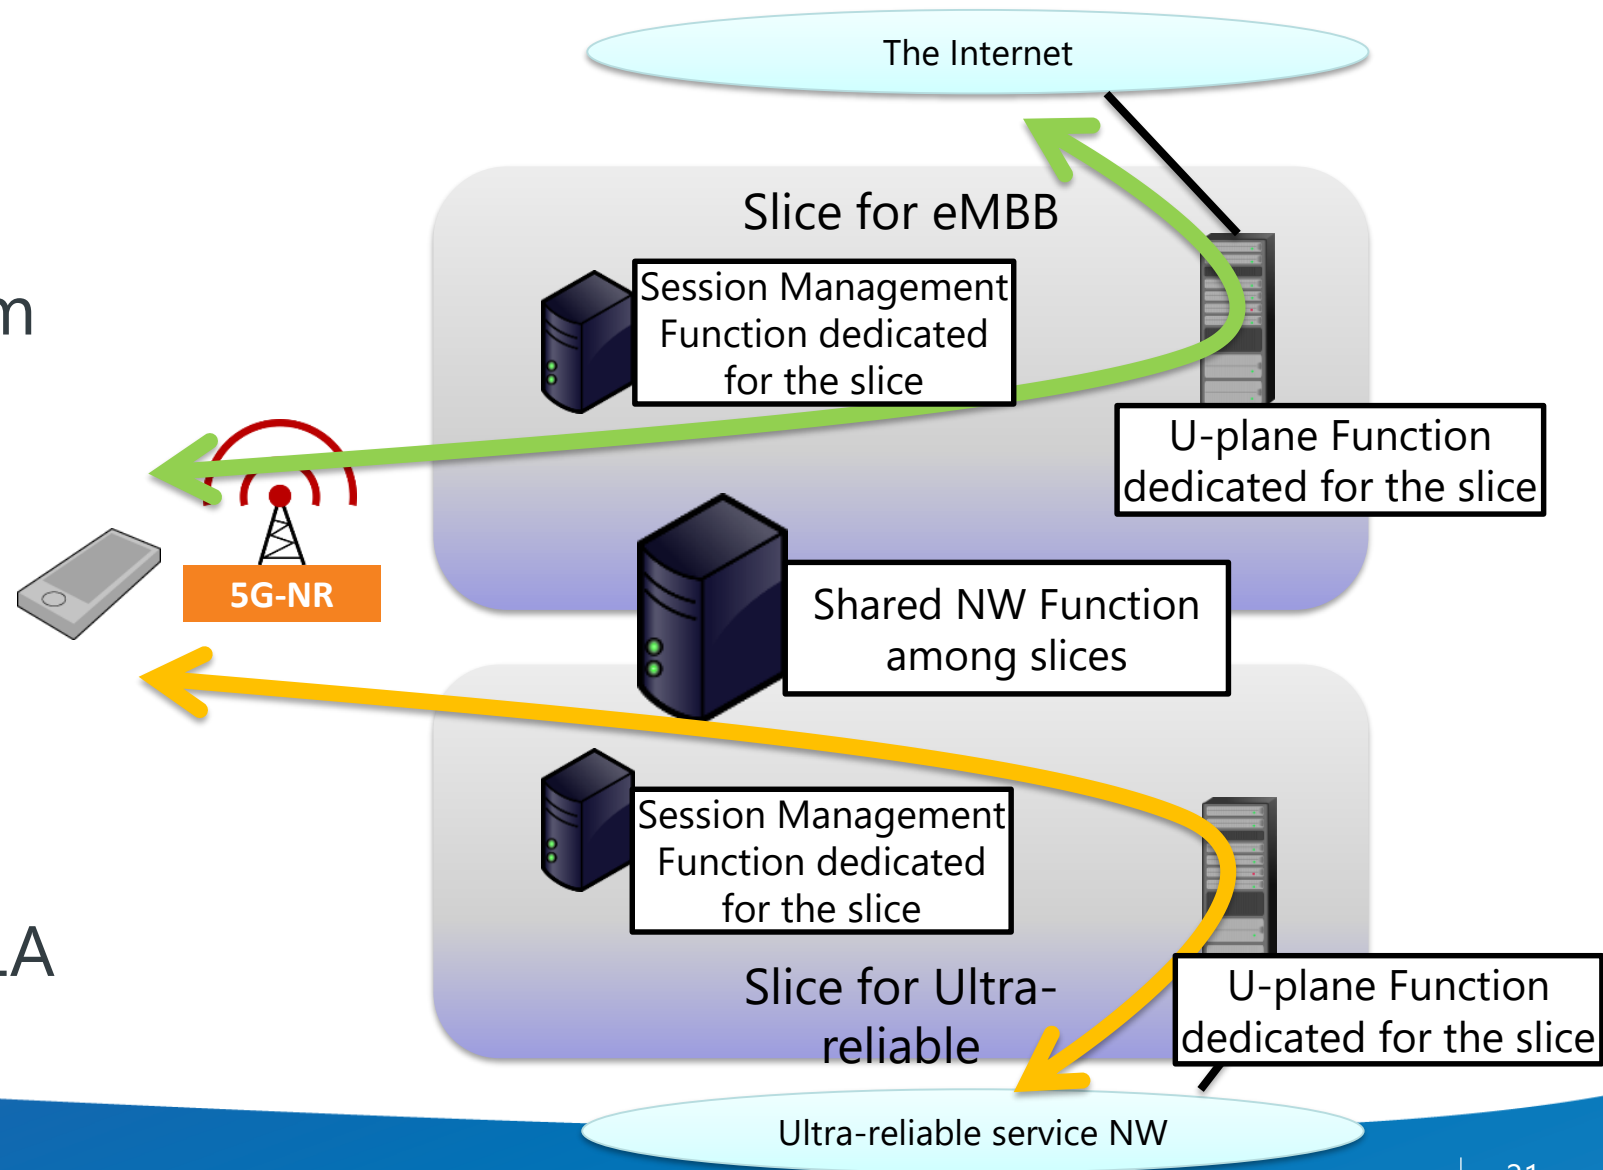 The Internet
Slice for eMBB
Session Management
Function dedicated
for the slice
U-plane Function
dedicated for the slice
5G-NR
Shared NW Function
among slices
Session Management
Function dedicated
for the slice
Slice for Ultra-
reliable
U-plane Function
dedicated for the slice
Ultra-reliable service NW